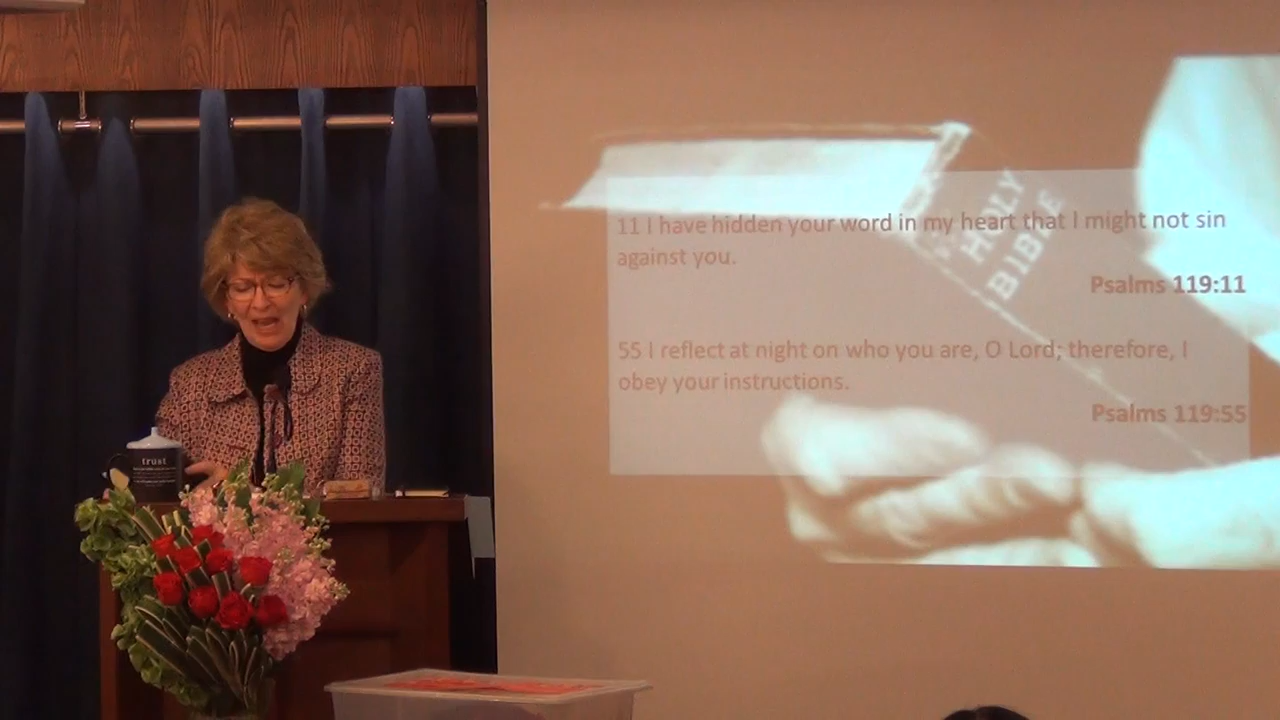 11 I have hidden your word in my heart that I might not sin
against you.
Psalms 119:11
55 I reflect at night on who you are, O Lord; therefore, I
obey your instructions.
Psalms 119:55
HOLY
BIBLE
trust